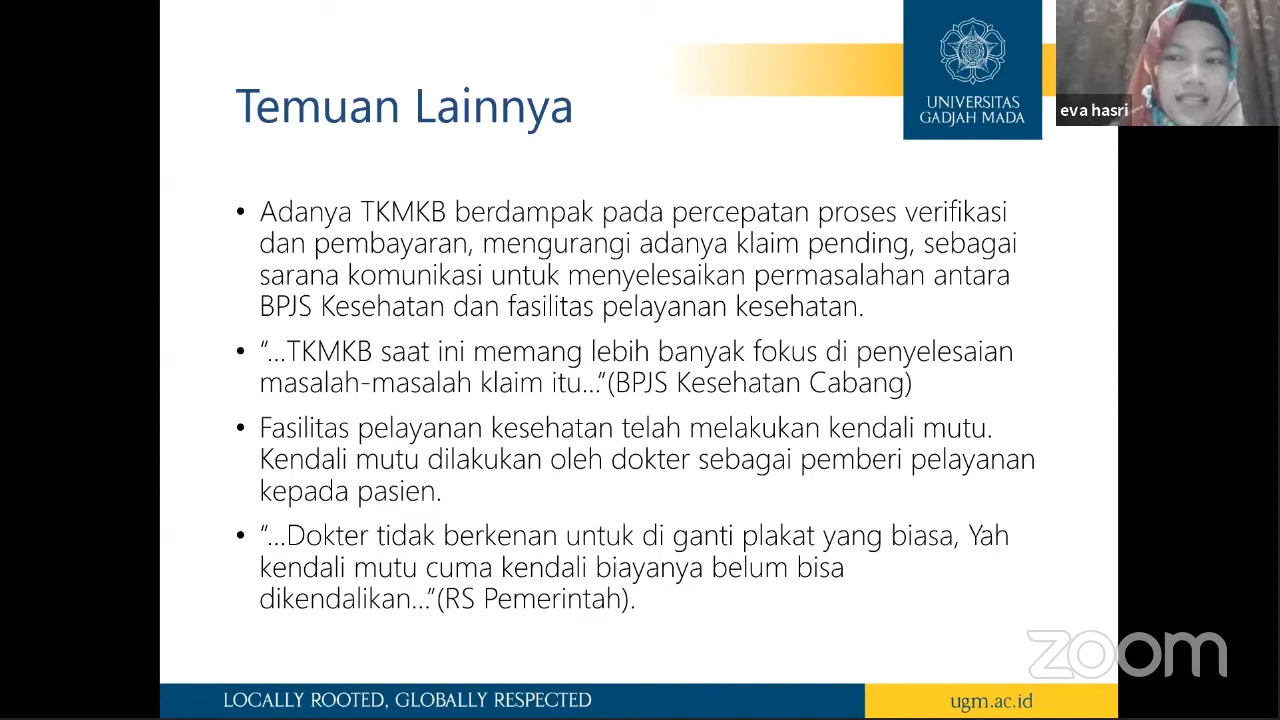 Temuan Lainnya
UNIVERSITAS
GADJAH MADA
eva hasri
• Adanya TKMKB berdampak pada percepatan proses verifikasi
dan pembayaran, mengurangi adanya klaim pending, sebagai
sarana komunikasi untuk menyelesaikan permasalahan antara
BPJS Kesehatan dan fasilitas pelayanan kesehatan.
• “...TKMKB saat ini memang lebih banyak fokus di penyelesaian
masalah-masalah klaim itu...”(BPJS Kesehatan Cabang)
• Fasilitas pelayanan kesehatan telah melakukan kendali mutu.
Kendali mutu dilakukan oleh dokter sebagai pemberi pelayanan
kepada pasien.
• “...Dokter tidak berkenan untuk di ganti plakat yang biasa, Yah
kendali mutu cuma kendali biayanya belum bisa
dikendalikan...”(RS Pemerintah).
zoom
LOCALLY ROOTED, GLOBALLY RESPECTED
ugm.ac.id